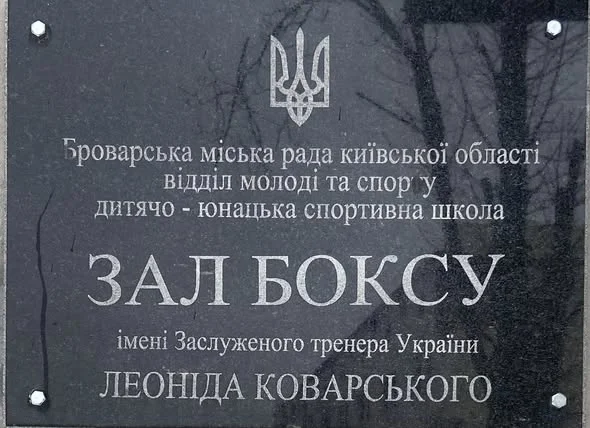 Броварська міська рада київської області
відділ молоді та спорту
дитячо - юнацька спортивна школа
ЗАЛ БОКСУ
імені Заслуженого тренера України
ЛЕОНІДА КОВАРСЬКОГО